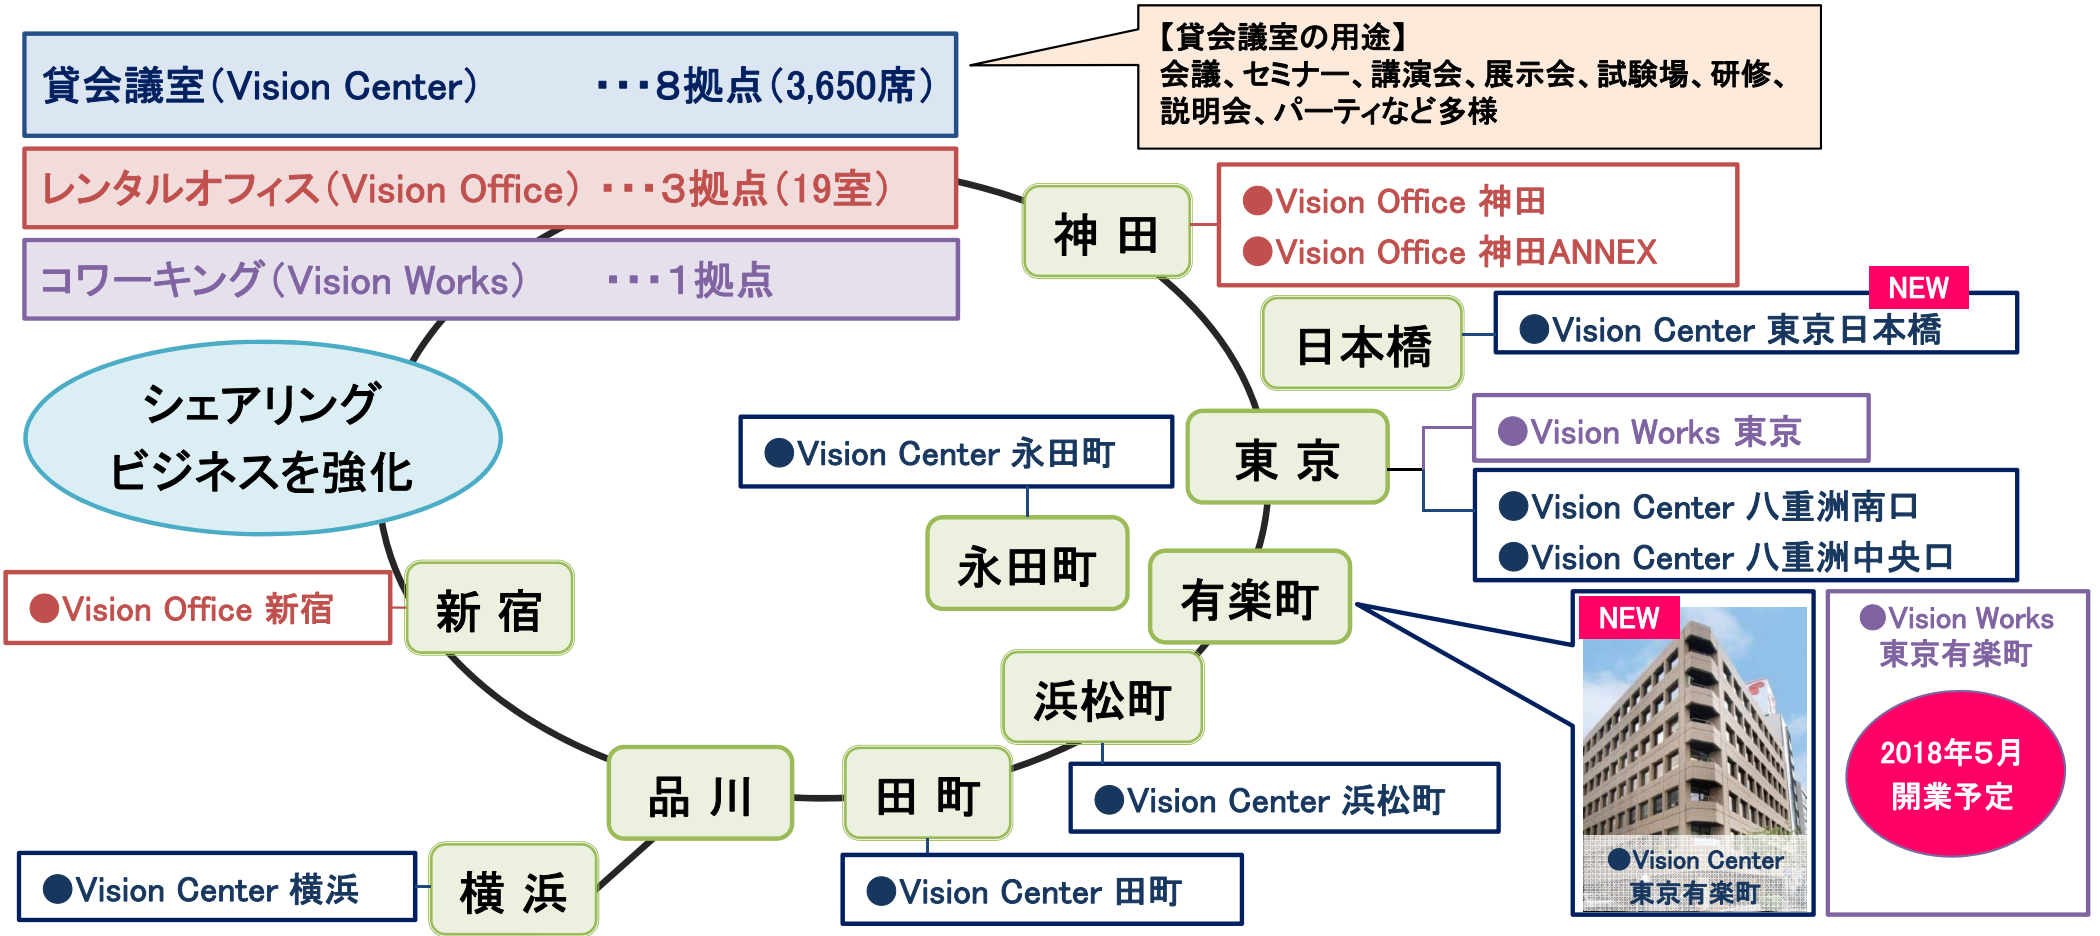 貸会議室（Vision Center） ・・・８拠点（3,650席）
レンタルオフィス（Vision Office） ・・・３拠点（19室）
コワーキング（Vision Works） ・・・１拠点
【貸会議室の用途】
会議、セミナー、講演会、展示会、試験場、研修、
説明会、パーティなど多様
シェアリング
ビジネスを強化
神 田
●Vision Office 神田
●Vision Office 神田ANNEX
日本橋
NEW
●Vision Center 東京日本橋
東 京
●Vision Works 東京
●Vision Center 八重洲南口
●Vision Center 八重洲中央口
●Vision Center 永田町
永田町
有楽町
NEW
●Vision Center
東京有楽町
●Vision Works
東京有楽町
2018年５月
開業予定
浜松町
●Vision Center 浜松町
田 町
●Vision Center 田町
品 川
横 浜
●Vision Center 横浜
新 宿
●Vision Office 新宿